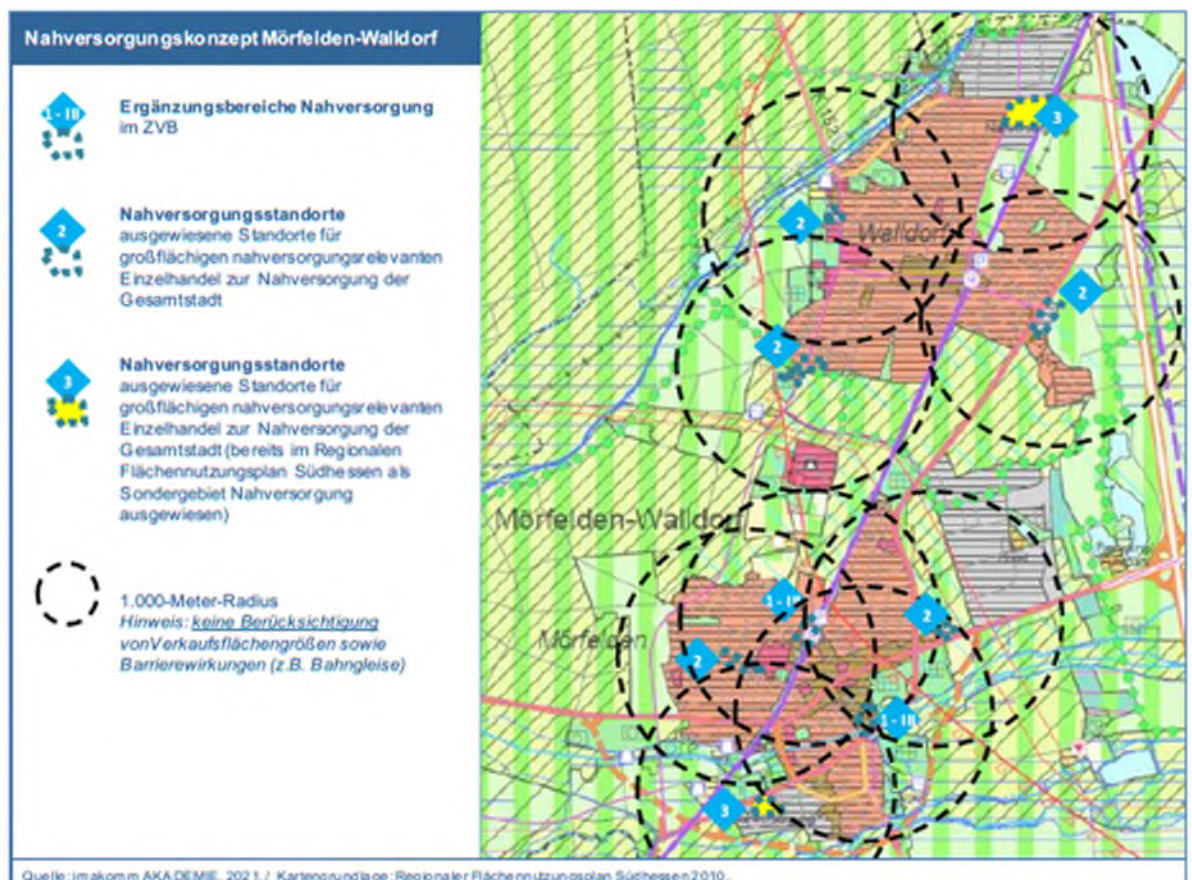 Nahversorgungskonzept Mörfelden-Walldorf
1 - III
Ergänzungsbereiche Nahversorgung
im ZVB
2
Nahversorgungsstandorte
ausgewiesene Standorte für
großflächigen nahversorgungsrelevanten
Einzelhandel zur Nahversorgung der
Gesamtstadt
3
Nahversorgungsstandorte
ausgewiesene Standorte für
großflächigen nahversorgungsrelevanten
Einzelhandel zur Nahversorgung der
Gesamtstadt (bereits im Regionalen
Flächennutzungsplan Südhessen als
Sondergebiet Nahversorgung
ausgewiesen)
1.000-Meter-Radius
Hinweis: keine Berücksichtigung
von Verkaufsflächengrößen sowie
Barrierewirkungen (z.B. Bahngleise)
3
2
Walldorf
2
2
Mörfelden-Walldorf
1 - III
2
Mörfelden
2
1 - III
3
Quelle: imakomm AKADEMIE, 2021. / Kartengrundlage: Regionaler Flächennutzungsplan Südhessen 2010.